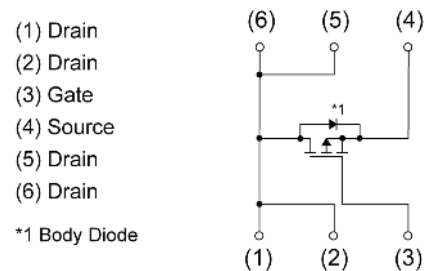 (1) Drain
(2) Drain
(3) Gate
(4) Source
(5) Drain
(6) Drain
*1 Body Diode
(6) (5) (4)
*1
(1) (2) (3)